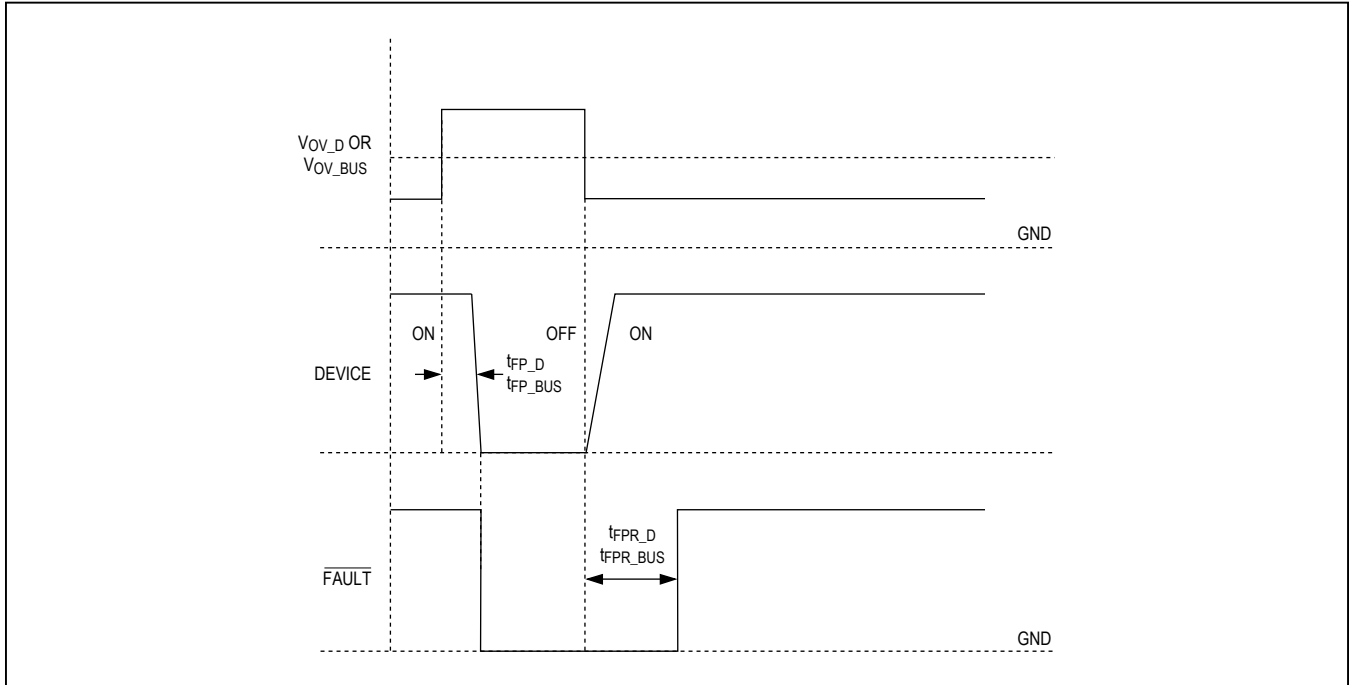 VOV_D OR
VOV_BUS
GND
ON
OFF
ON
DEVICE
tFP_D
tFP_BUS
tFPR_D
tFPR_BUS
FAULT
GND